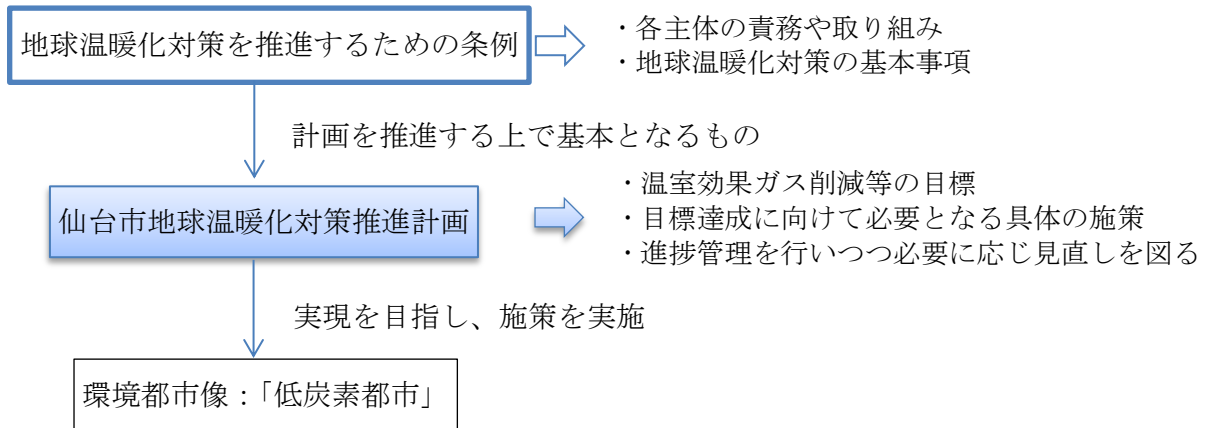 地球温暖化対策を推進するための条例
・各主体の責務や取り組み
・地球温暖化対策の基本事項
計画を推進する上で基本となるもの
仙台市地球温暖化対策推進計画
・温室効果ガス削減等の目標
・目標達成に向けて必要となる具体の施策
・進捗管理を行いつつ必要に応じ見直しを図る
実現を目指し、施策を実施
環境都市像：「低炭素都市」